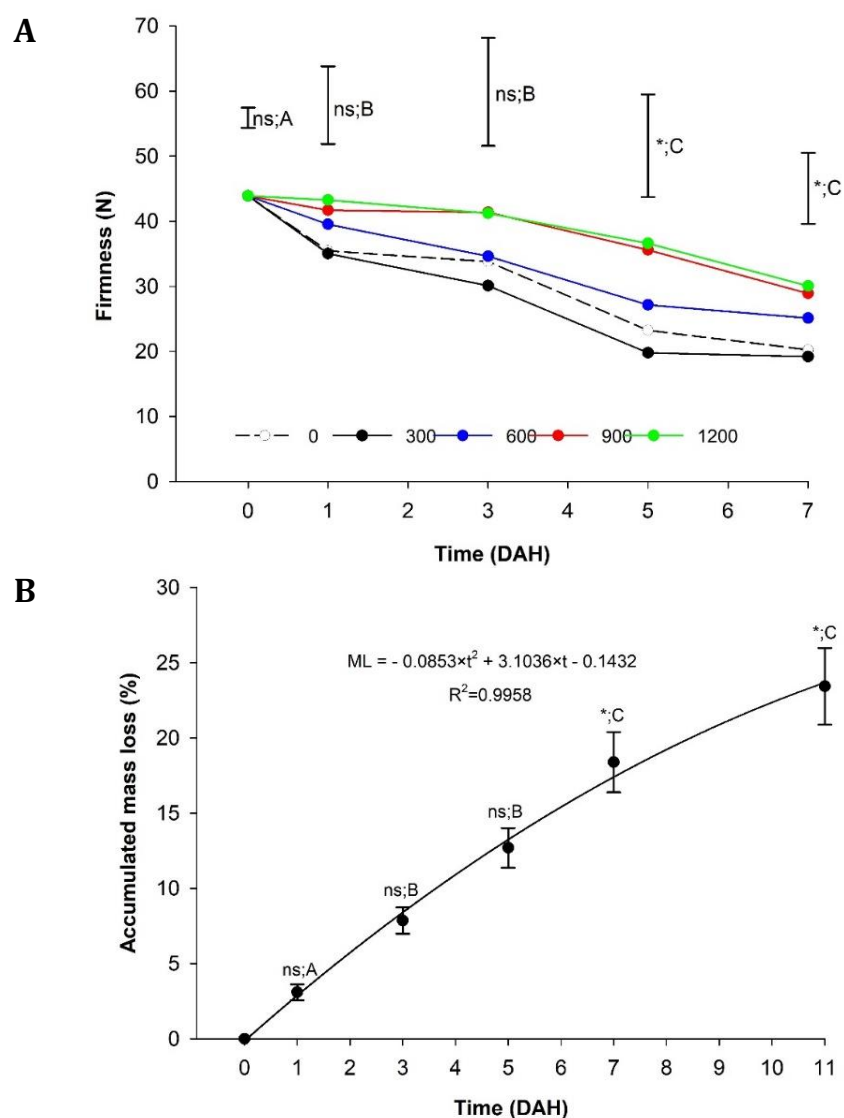 A
70
60
50
40
30
20
10
0
Firmness (N)
ns;A
ns;B
ns;B
*;C
*;C
0 300 600 900 1200
0 1 2 3 4 5 6 7
Time (DAH)
B
30
25
20
15
10
5
0
Accumulated mass loss (%)
ML = - 0.0853×t² + 3.1036×t - 0.1432
R²=0.9958
*;C
*;C
ns;B
ns;B
ns;A
0 1 2 3 4 5 6 7 8 9 10 11
Time (DAH)